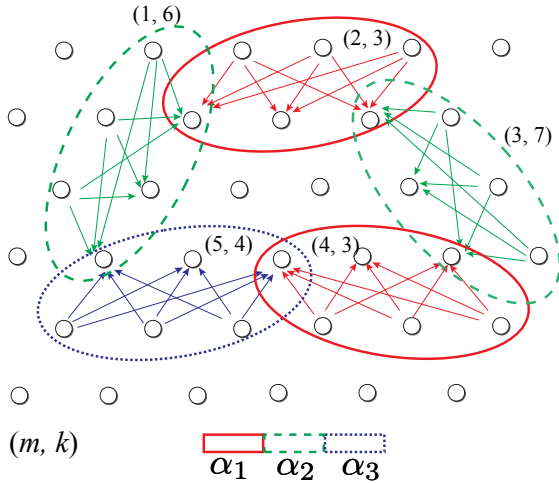 (1, 6)
(2, 3)
(3, 7)
(5, 4)
(4, 3)
(m, k)
α₁ α₂ α₃